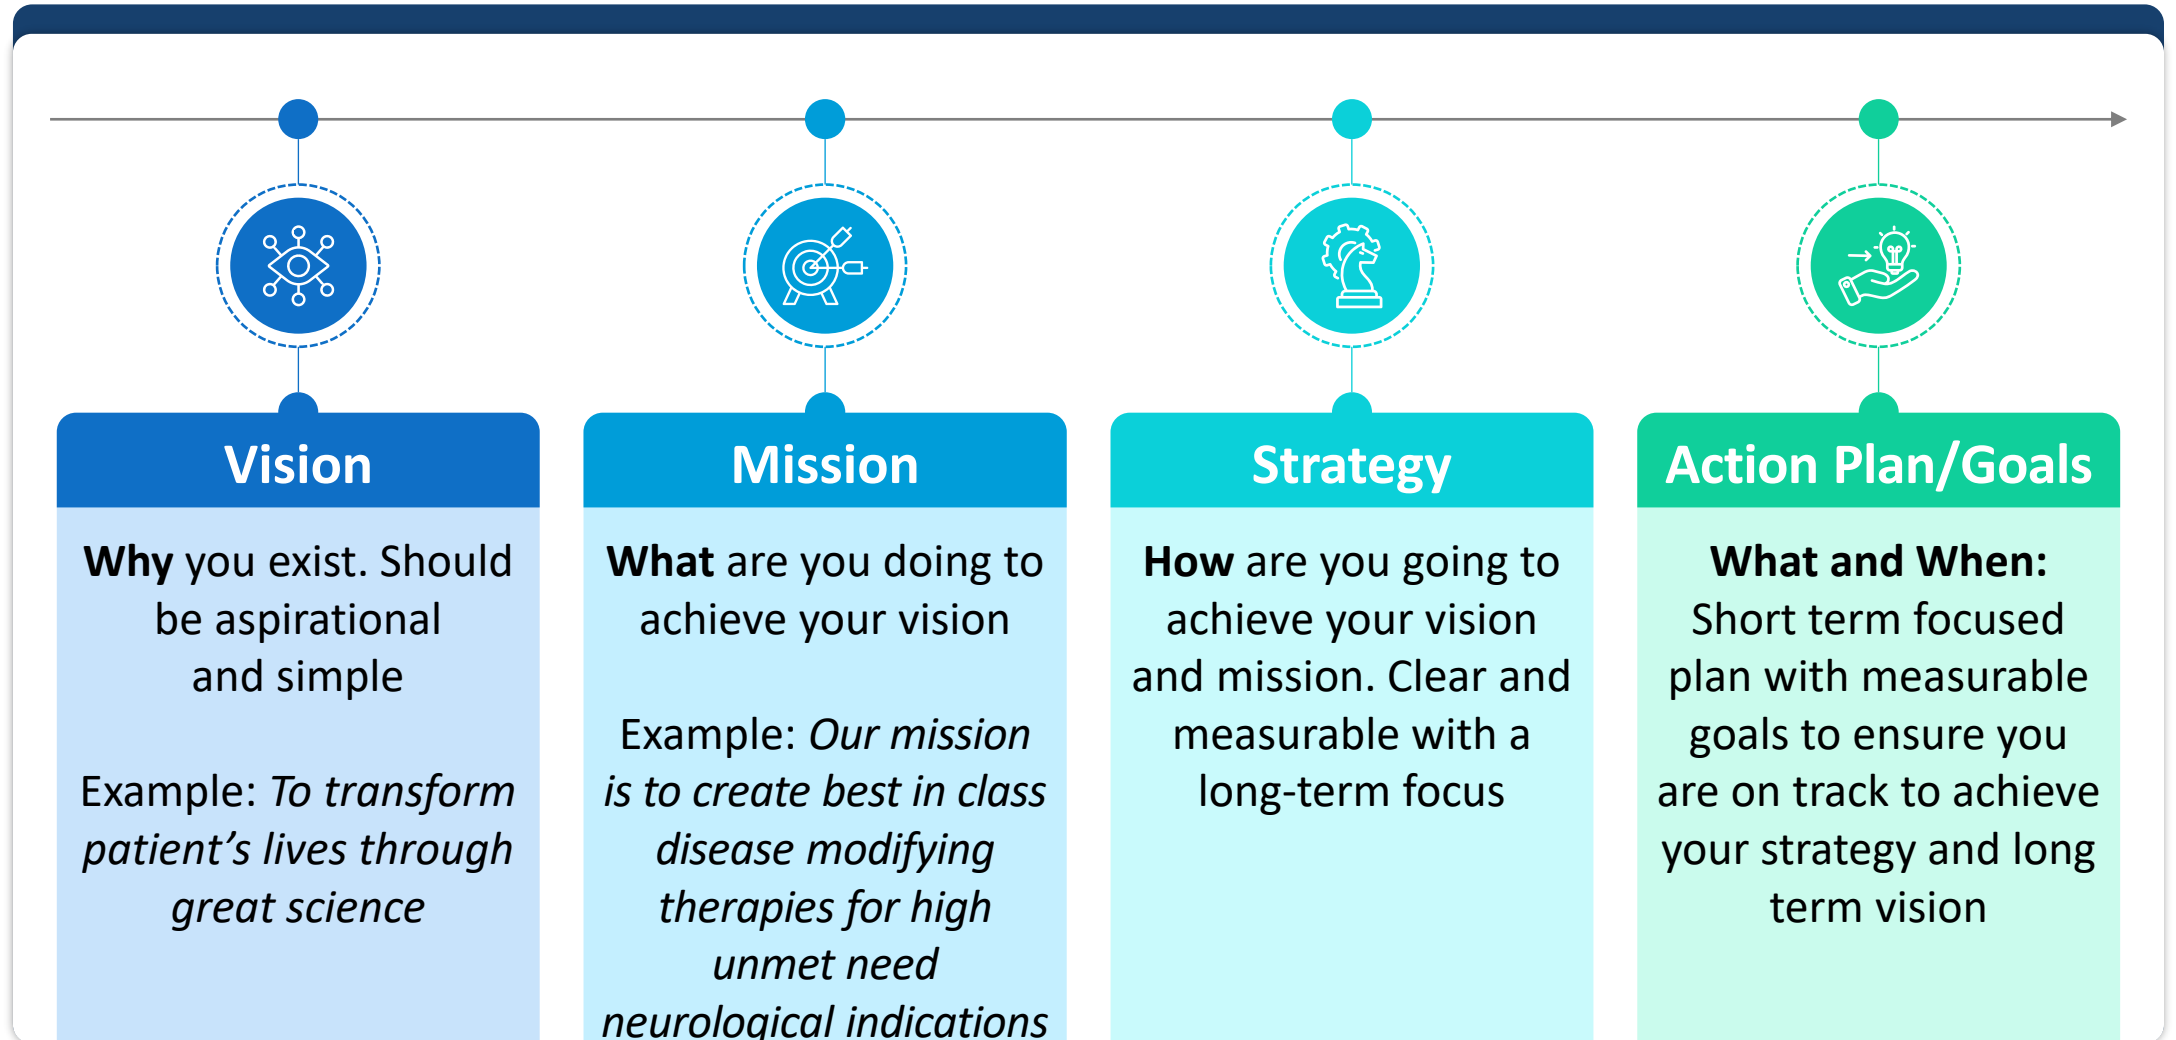 Vision
Why you exist. Should
be aspirational
and simple
Example: To transform
patient’s lives through
great science
Mission
What are you doing to
achieve your vision
Example: Our mission
is to create best in class
disease modifying
therapies for high
unmet need
neurological indications
Strategy
How are you going to
achieve your vision
and mission. Clear and
measurable with a
long-term focus
Action Plan/Goals
What and When:
Short term focused
plan with measurable
goals to ensure you
are on track to achieve
your strategy and long
term vision